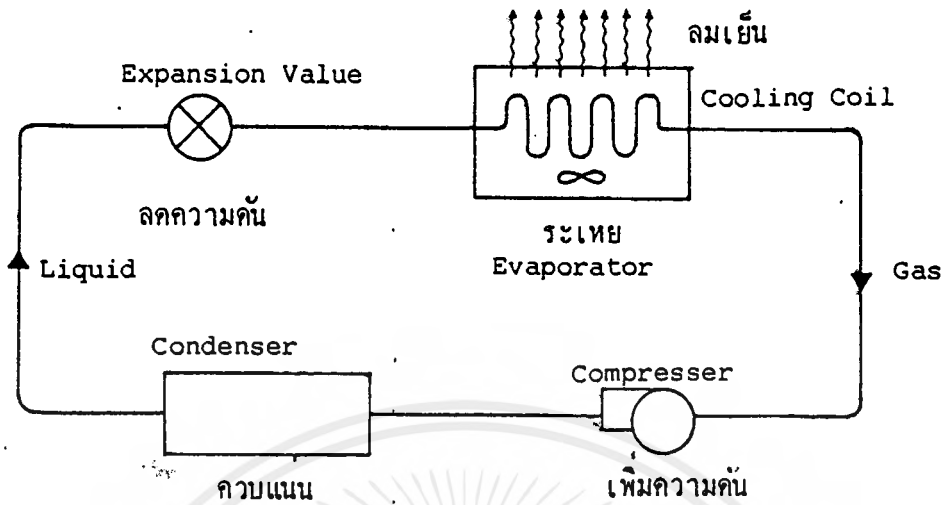 ลมเย็น
Expansion Value
Cooling Coil
ลดความดัน
ระเหย
Evaporator
Liquid
Gas
Condenser
Compresser
ควบแนน
เพิ่มความดัน